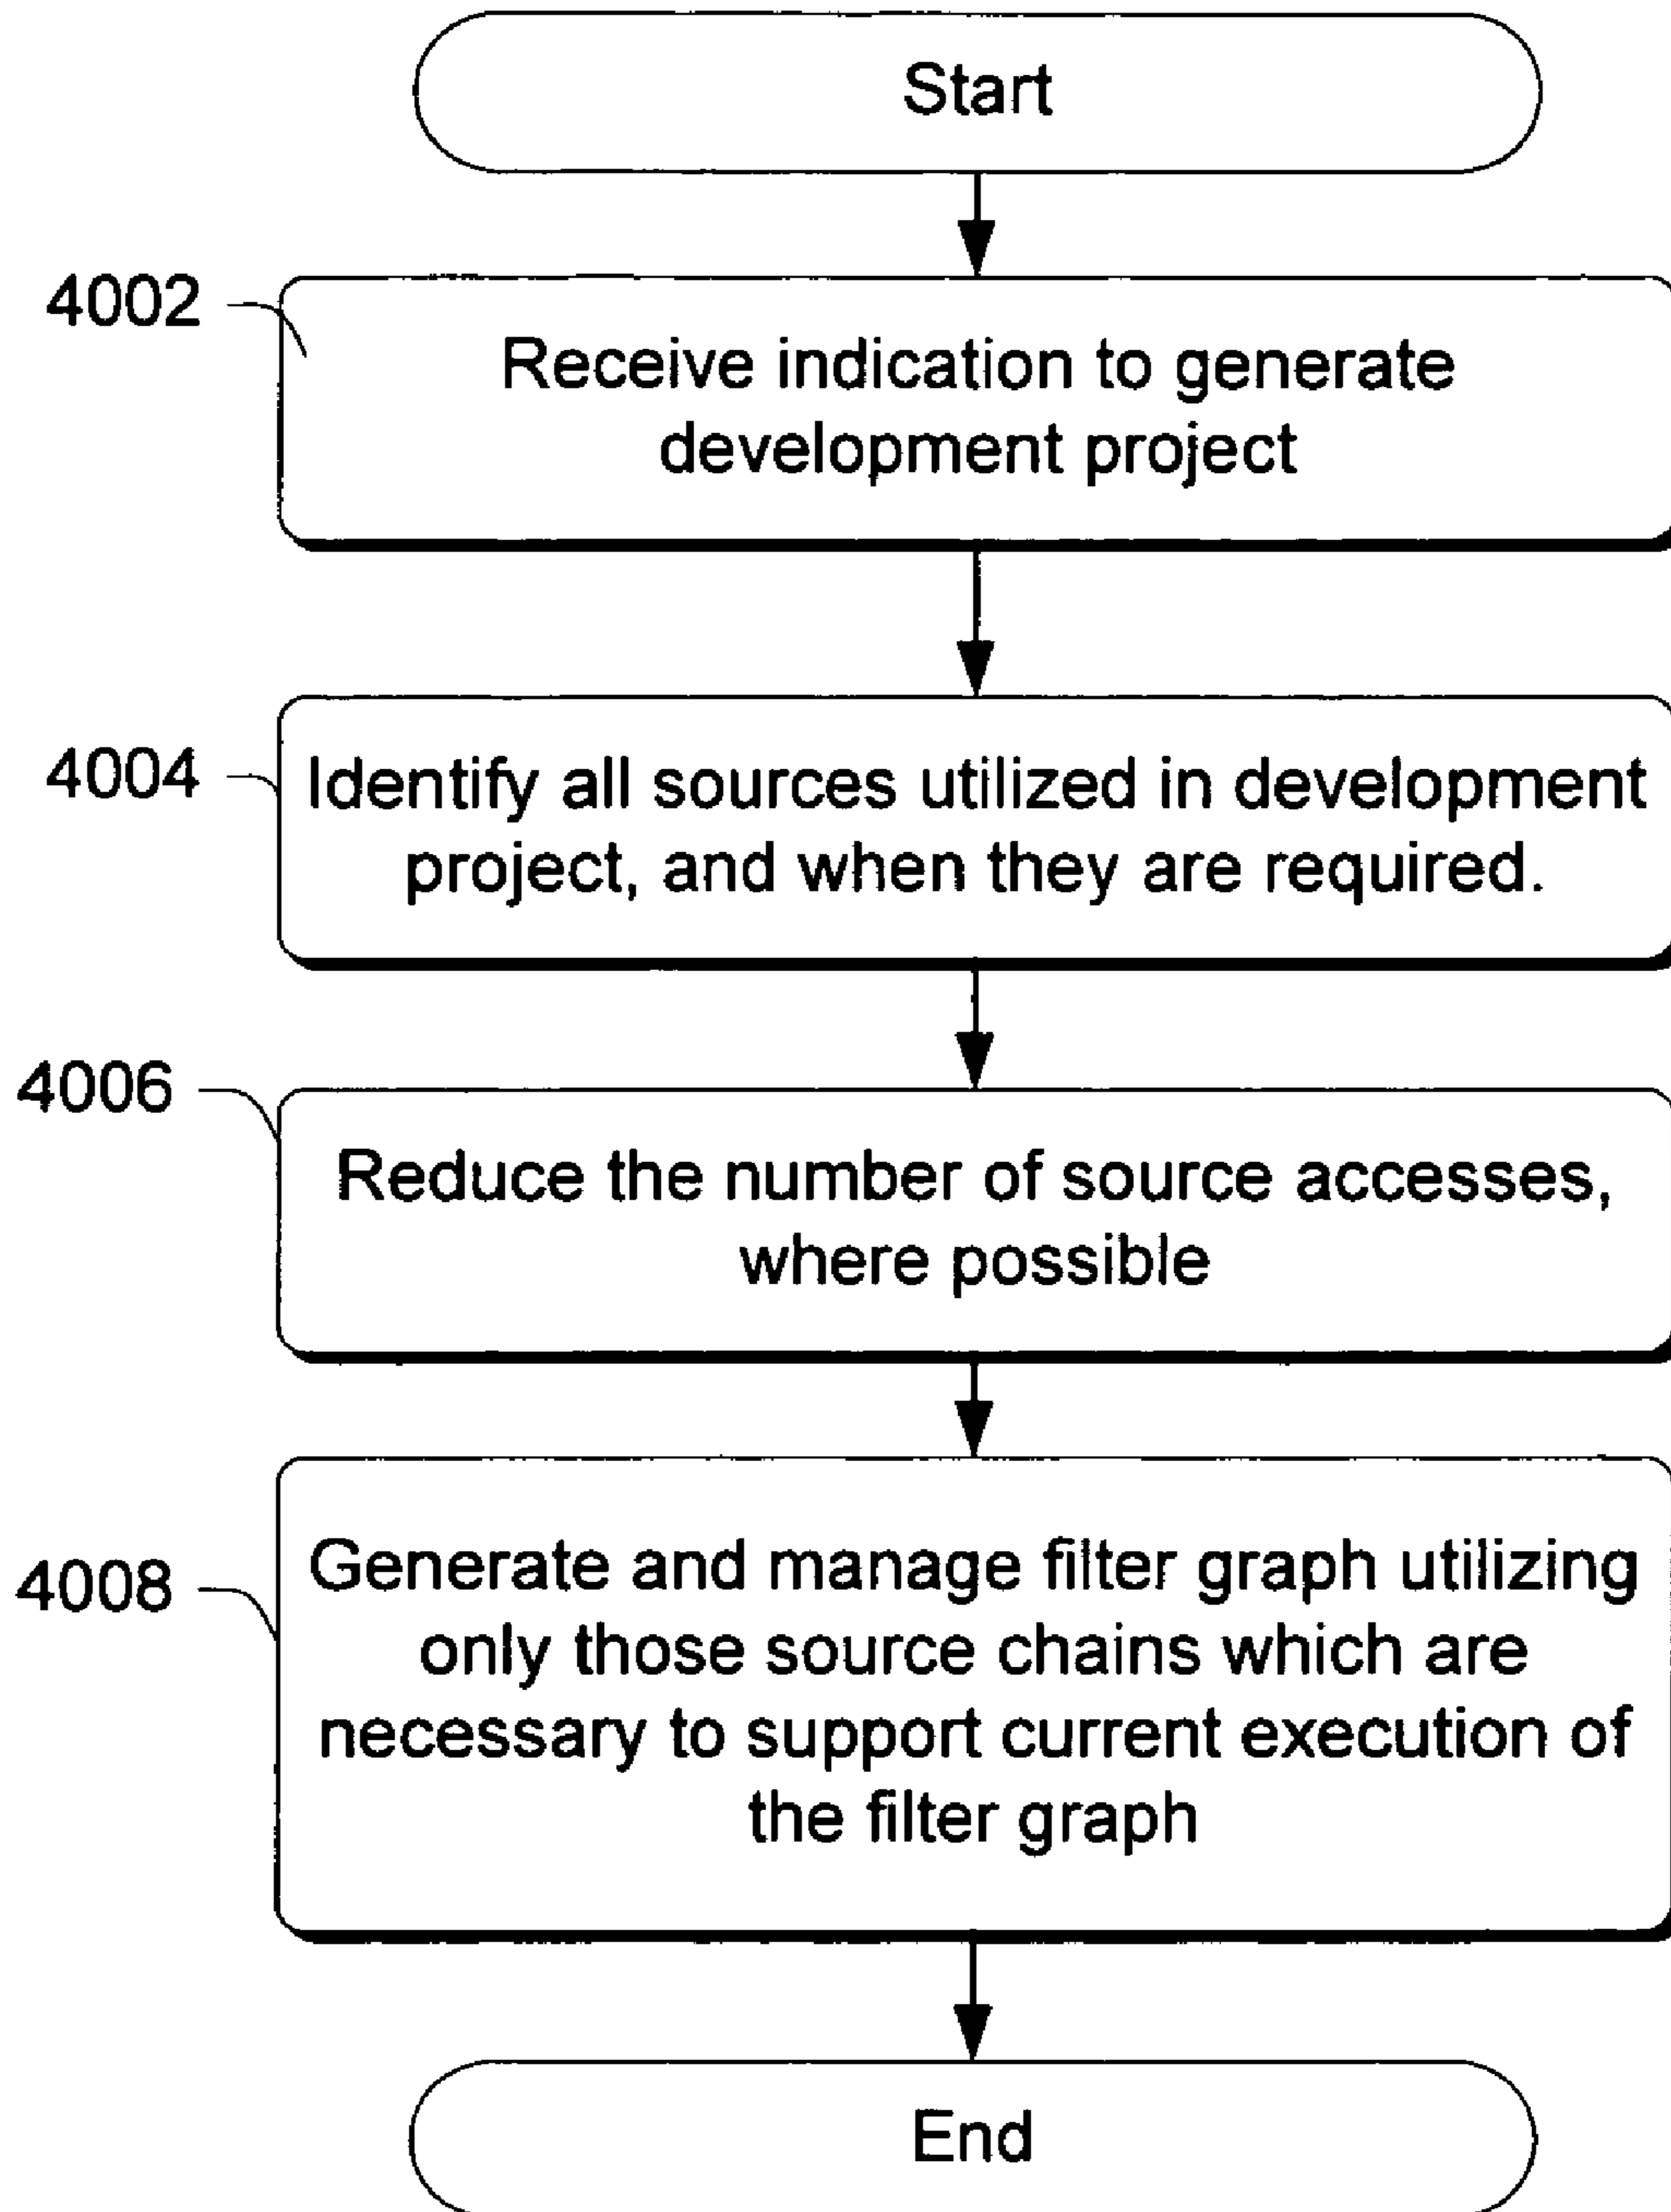 Start
4002
Receive indication to generate
development project
4004
Identify all sources utilized in development
project, and when they are required.
4006
Reduce the number of source accesses,
where possible
4008
Generate and manage filter graph utilizing
only those source chains which are
necessary to support current execution of
the filter graph
End